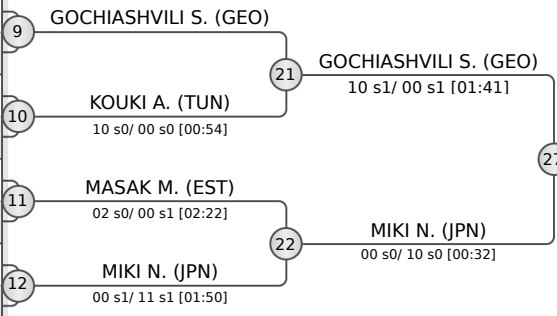 9
GOCHIASHVILI S. (GEO)
21
GOCHIASHVILI S. (GEO)
10 s1/ 00 s1 [01:41]
10
KOUKI A. (TUN)
10 s0/ 00 s0 [00:54]
27
11
MASAK M. (EST)
02 s0/ 00 s1 [02:22]
22
MIKI N. (JPN)
00 s0/ 10 s0 [00:32]
12
MIKI N. (JPN)
00 s1/ 11 s1 [01:50]